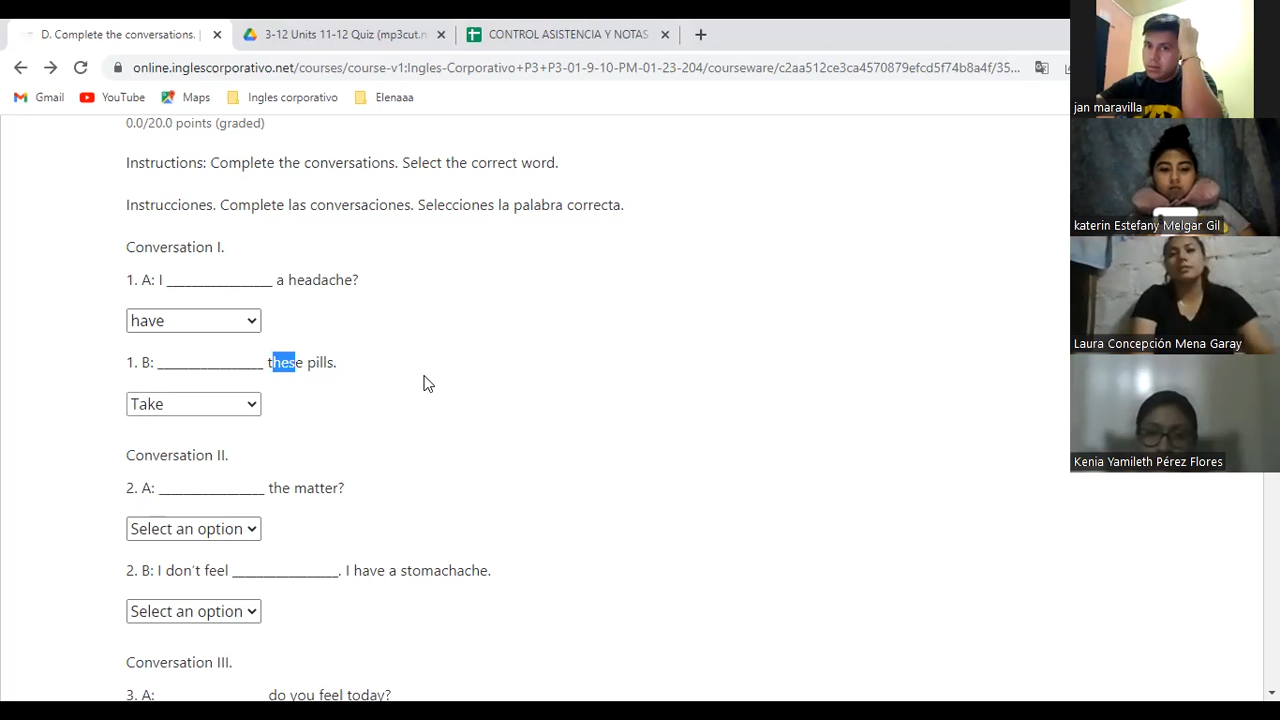 D. Complete the conversations.
3-12 Units 11-12 Quiz (mp3cut.n
CONTROL ASISTENCIA Y NOTAS
online.inglescorporativo.net/courses/course-v1:Ingles-Corporativo+P3+P3-01-9-10-PM-01-23-204/courseware/c2aa512ce3ca4570879efcd5f74b8a4f/35...
Gmail
YouTube
Maps
Ingles corporativo
Elenaaa
0.0/20.0 points (graded)
Instructions: Complete the conversations. Select the correct word.
Instrucciones. Complete las conversaciones. Selecciones la palabra correcta.
Conversation I.
1. A: I ________________ a headache?
have
1. B: ________________ these pills.
Take
Conversation II.
2. A: ________________ the matter?
Select an option
2. B: I don't feel ________________. I have a stomachache.
Select an option
Conversation III.
3. A: ________________ do you feel today?
jan maravilla
katerin Estefany Melgar Gil
Laura Concepción Mena Garay
Kenia Yamileth Pérez Flores